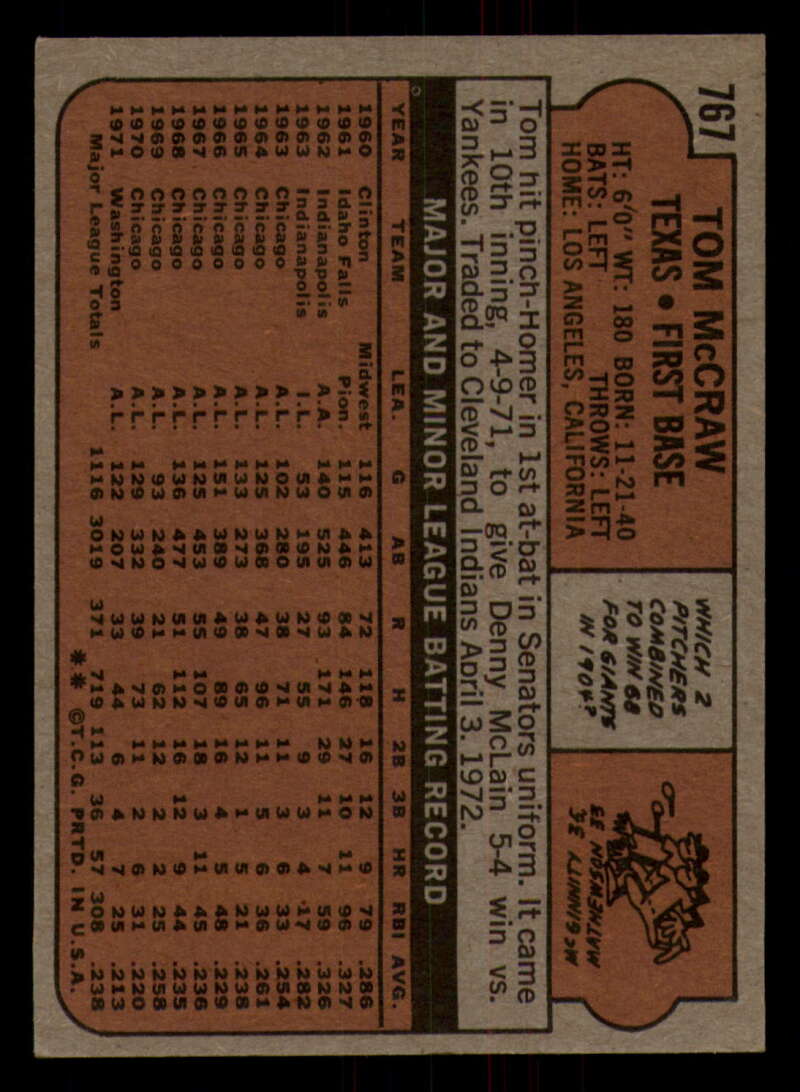 767
TOM McCRAW
TEXAS • FIRST BASE
HT: 6'0" WT: 180 BORN: 11-21-40
BATS: LEFT THROWS: LEFT
HOME: LOS ANGELES, CALIFORNIA
WHICH 2
PITCHERS
COMBINED
TO WIN 68
FOR GIANTS
IN 1904?
MCGINNITY 35
MATHEWSON 33
Tom hit pinch-Homer in 1st at-bat in Senators uniform. It came
in 10th inning, 4-9-71, to give Denny McLain 5-4 win vs.
Yankees. Traded to Cleveland Indians April 3. 1972.
MAJOR AND MINOR LEAGUE BATTING RECORD
YEAR TEAM LEA. G AB R H 2B 3B HR RBI AVG.
1960 Clinton Midwest 116 413 72 118 16 12 9 79 .286
1961 Idaho Falls Pion. 115 446 84 146 27 10 11 96 .327
1962 Indianapolis A.A. 140 525 93 171 29 11 7 59 .326
1963 Indianapolis I.L. 53 195 27 55 9 3 4 17 .282
1963 Chicago A.L. 102 280 38 71 11 3 6 33 .254
1964 Chicago A.L. 125 368 47 96 11 5 6 36 .261
1965 Chicago A.L. 133 273 38 65 12 1 5 21 .238
1966 Chicago A.L. 151 389 49 89 16 4 5 48 .229
1967 Chicago A.L. 125 453 55 107 18 3 11 45 .236
1968 Chicago A.L. 136 477 51 112 16 12 9 44 .235
1969 Chicago A.L. 93 240 21 62 12 2 2 25 .258
1970 Chicago A.L. 129 332 39 73 11 2 6 31 .220
1971 Washington A.L. 122 207 33 44 6 4 7 25 .213
Major League Totals 1116 3019 371 719 113 36 57 308 .238
** ©T.C.G. PRTD. IN U.S.A.